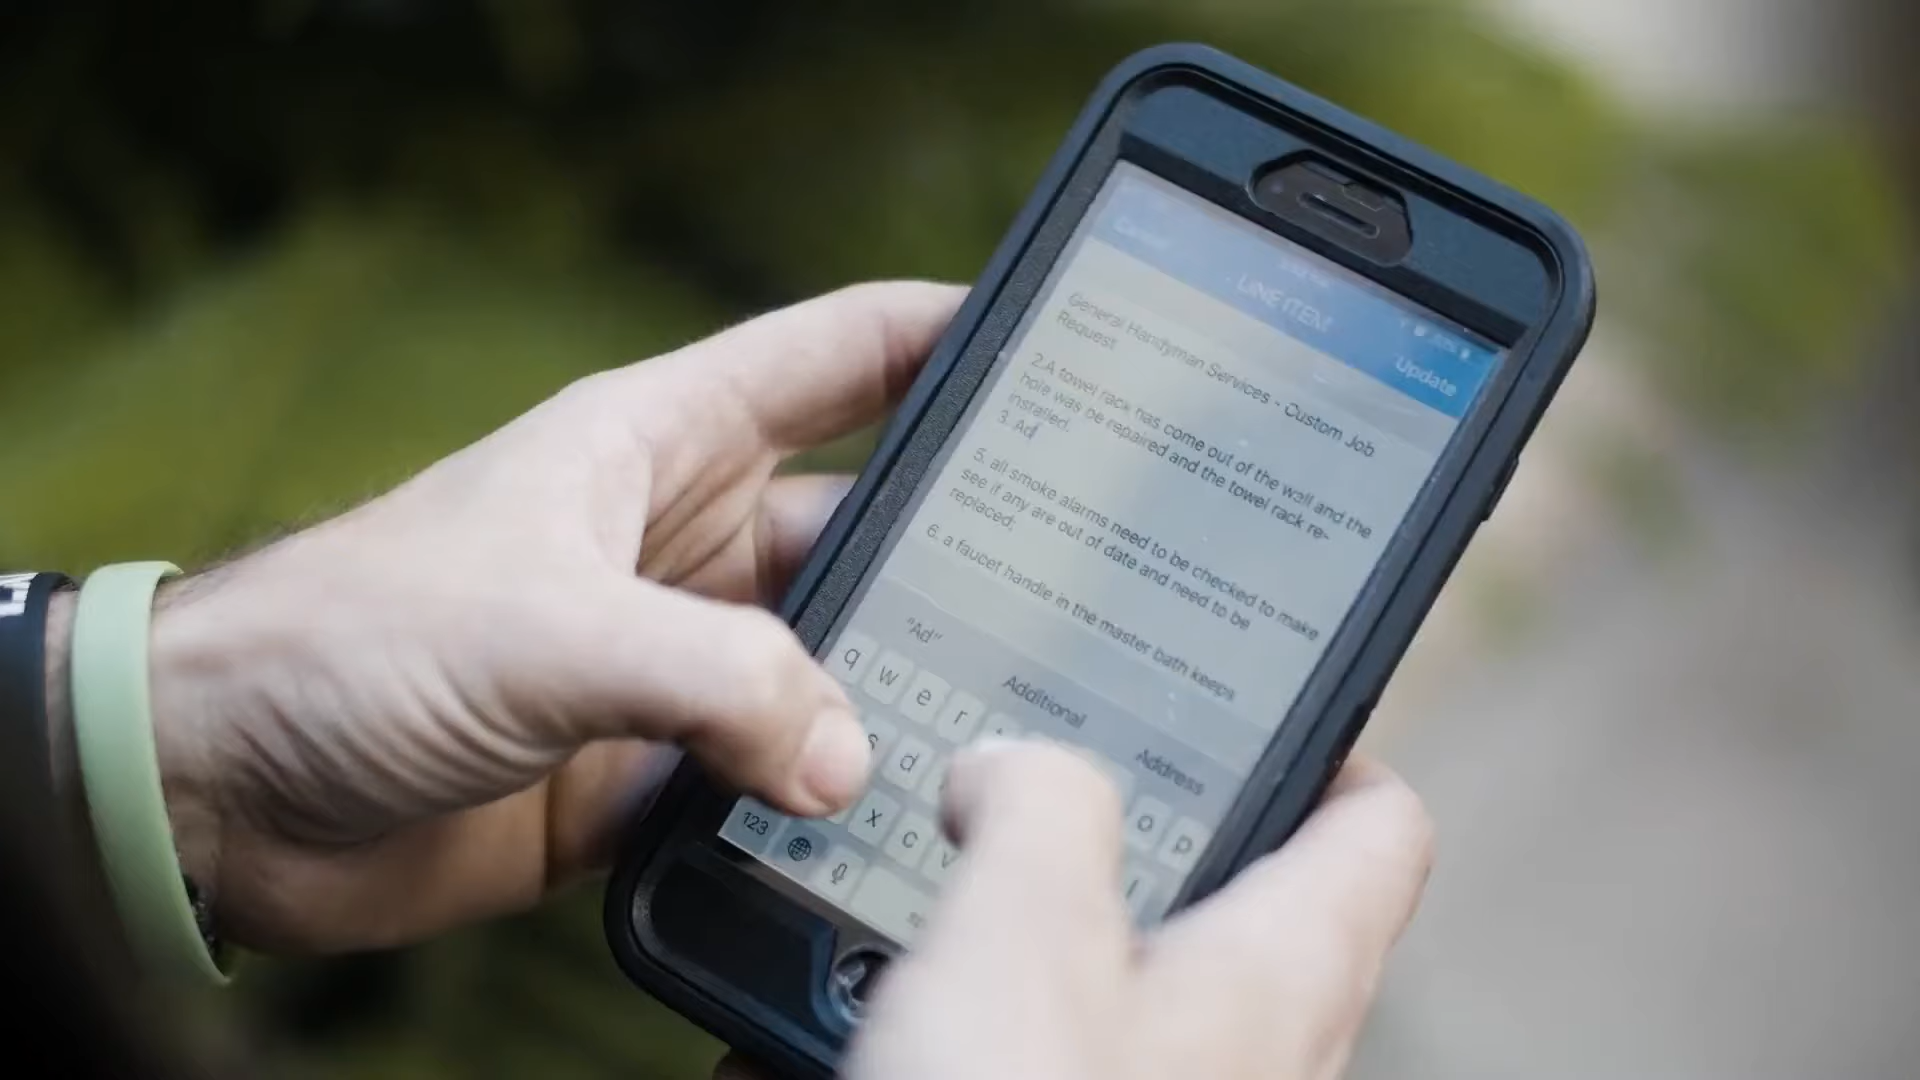 Cancel
LINE ITEM
Update
General Handyman Services - Custom Job
Request
2.A towel rack has come out of the wall and the
hole was be repaired and the towel rack re-
installed.
3. Ad
5. all smoke alarms need to be checked to make
see if any are out of date and need to be
replaced;
6. a faucet handle in the master bath keeps
"Ad" Additional Address
q w e r o p
s d
x c v
123